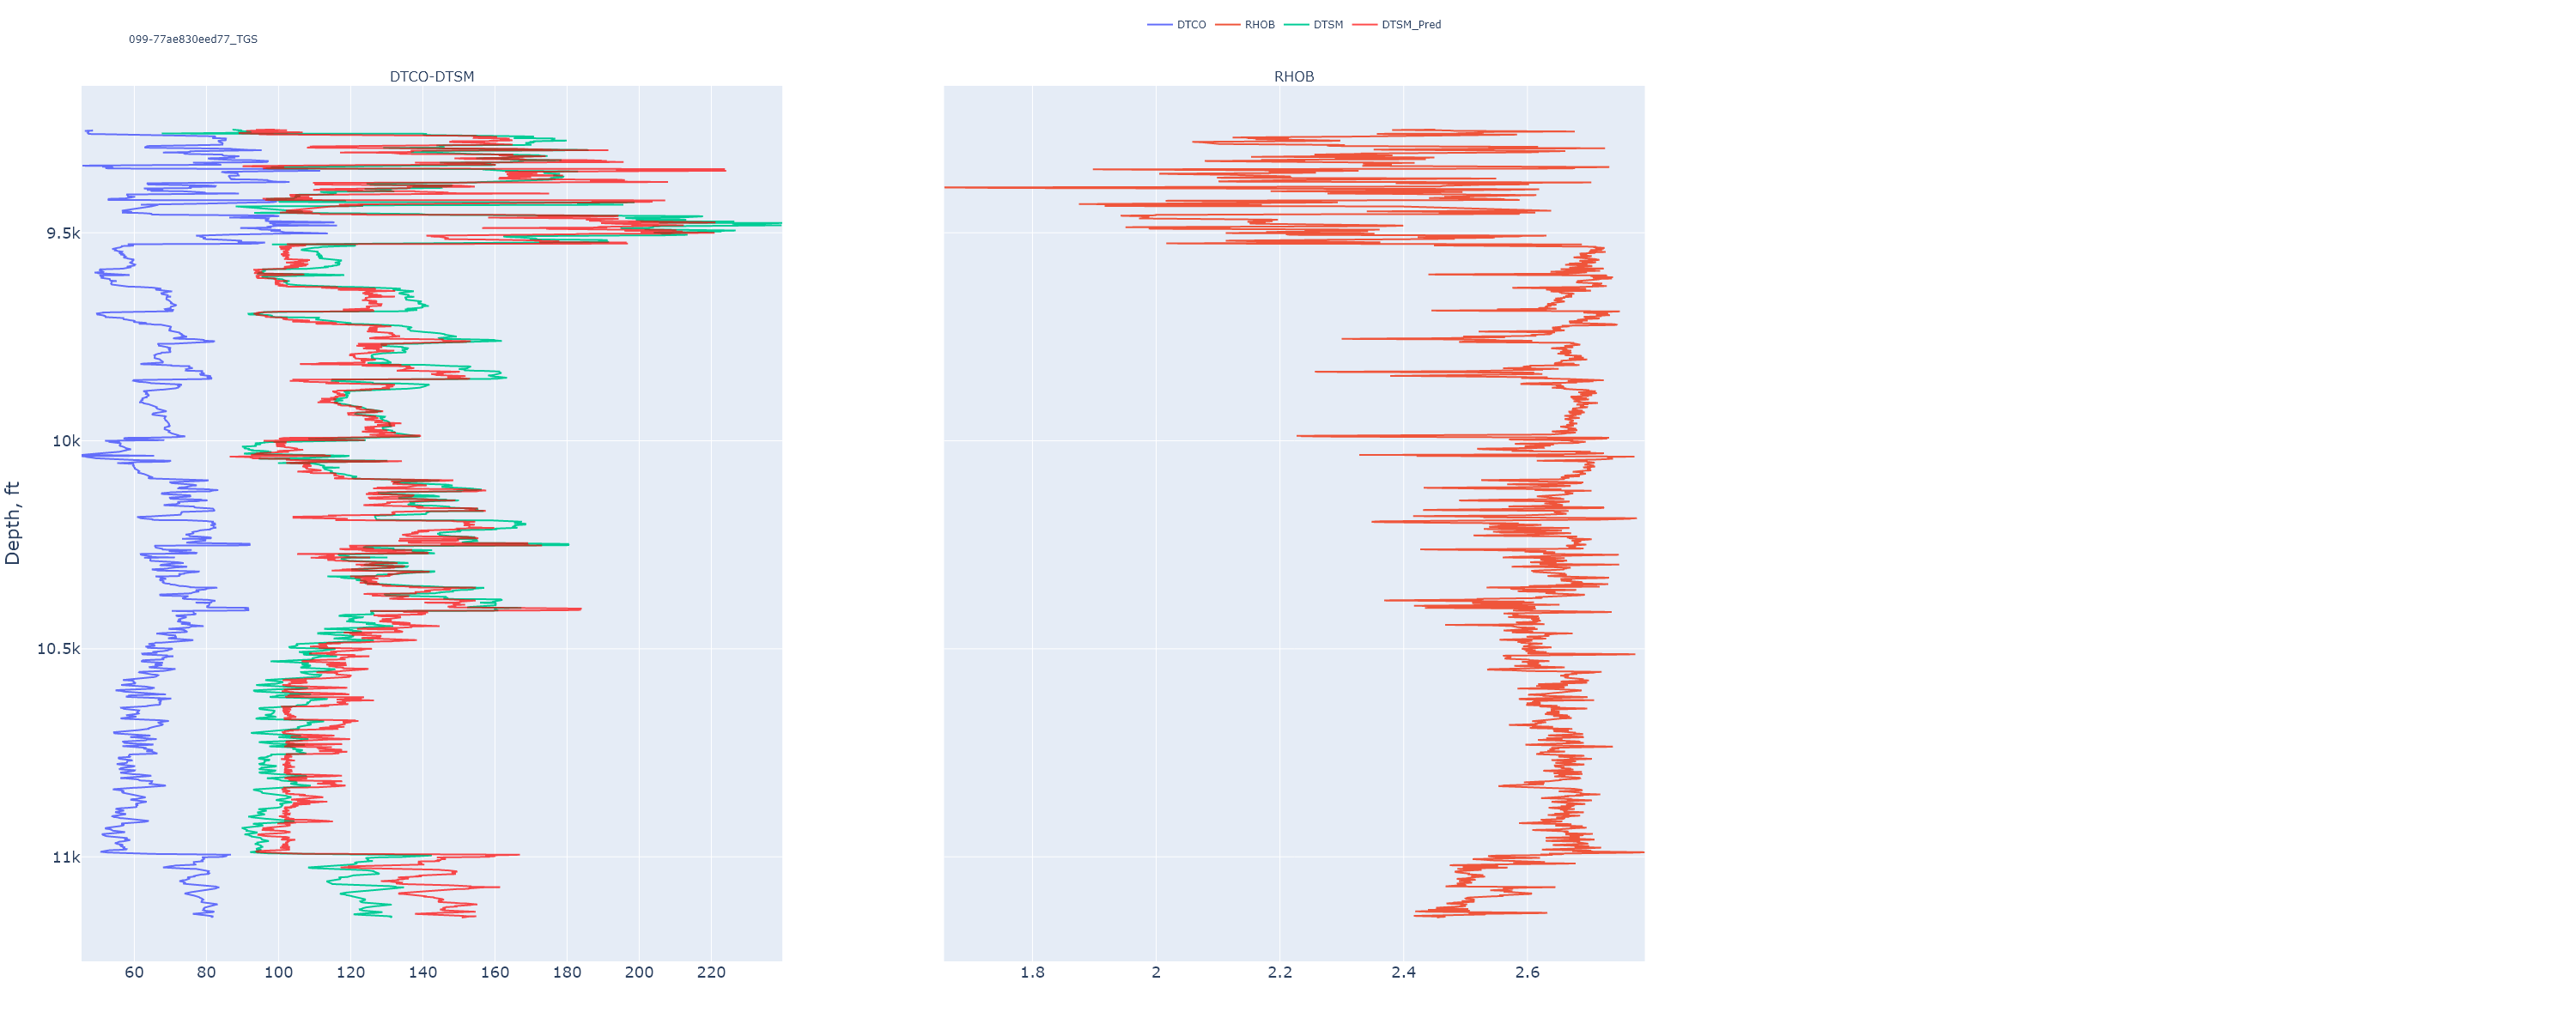 DTCO RHOB DTSM DTSM_Pred
099-77ae830eed77_TGS
DTCO-DTSM
RHOB
Depth, ft
9.5k
10k
10.5k
11k
60 80 100 120 140 160 180 200 220
1.8 2 2.2 2.4 2.6